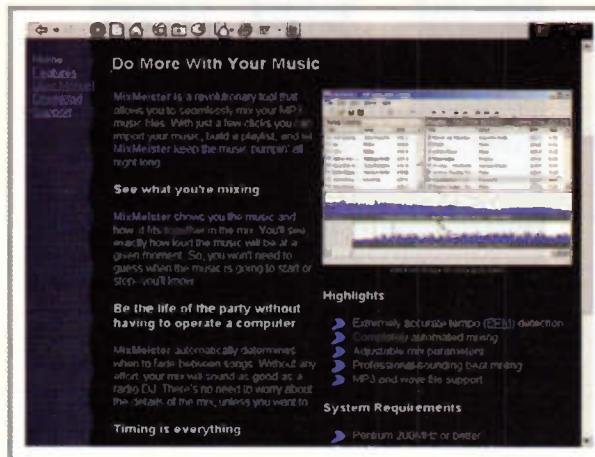 Home
Features
User Manual
Download
Support
Do More With Your Music
MixMeister is a revolutionary tool that
allows you to seamlessly mix your MP3
music files. With just a few clicks you can
import your music, build a playlist, and let
MixMeister keep the music pumpin' all
night long.
See what you're mixing
MixMeister shows you the music and
how it fits together in the mix. You'll see
exactly how loud the music will be at a
given moment. So, you won't need to
guess when the music is going to start or
stop--you'll know.
Be the life of the party without
having to operate a computer
MixMeister automatically determines
when to fade between songs. Without any
effort, your mix will sound as good as a
radio DJ. There's no need to worry about
the details of the mix, unless you want to.
Timing is everything
Highlights
Extremely accurate tempo (BPM) detection
Completely automated mixing
Adjustable mix parameters
Professional-sounding beat mixing
MP3 and wave file support
System Requirements
Pentium 200MHz or better